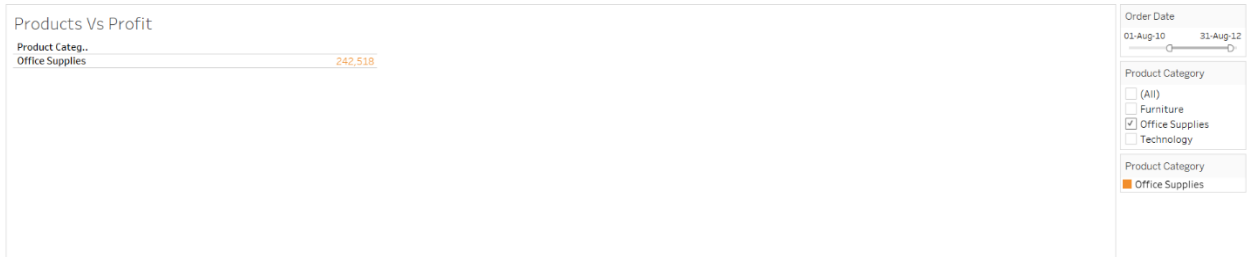 Products Vs Profit
Product Categ..
Office Supplies 242,518
Order Date
01-Aug-10 31-Aug-12
Product Category
(All)
Furniture
Office Supplies
Technology
Product Category
Office Supplies